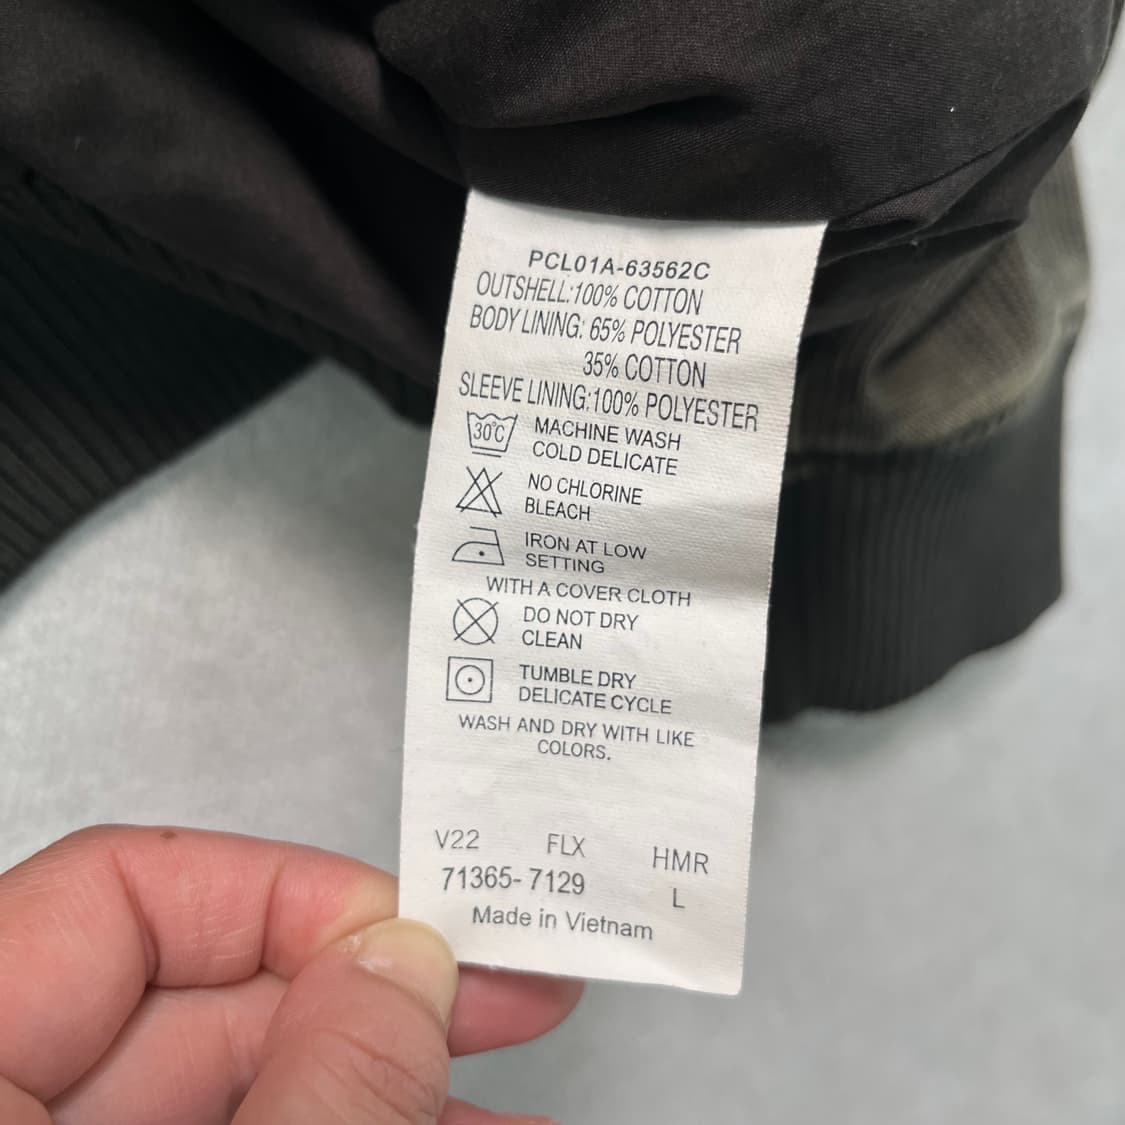 PCL01A-63562C
OUTSHELL:100% COTTON
BODY LINING: 65% POLYESTER
35% COTTON
SLEEVE LINING:100% POLYESTER
30°C MACHINE WASH
COLD DELICATE
NO CHLORINE
BLEACH
IRON AT LOW
SETTING
WITH A COVER CLOTH
DO NOT DRY
CLEAN
TUMBLE DRY
DELICATE CYCLE
WASH AND DRY WITH LIKE
COLORS.
V22 FLX HMR
71365- 7129 L
Made in Vietnam